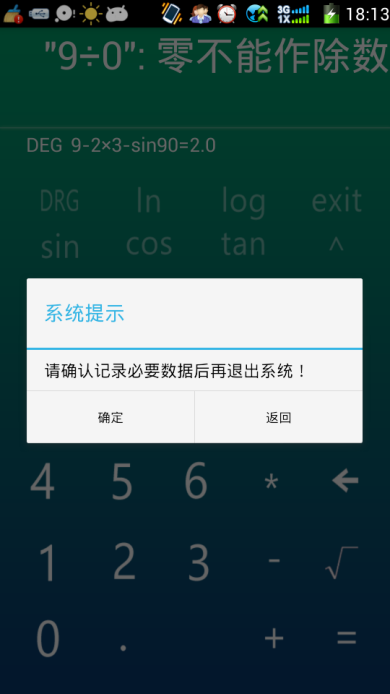 3G 1X 18:13
"9÷0": 零不能作除数
DEG 9-2×3-sin90=2.0
DRG ln log exit
sin cos tan ^
系统提示
请确认记录必要数据后再退出系统！
确定 返回
4 5 6 * ←
1 2 3 - √
0 . + =